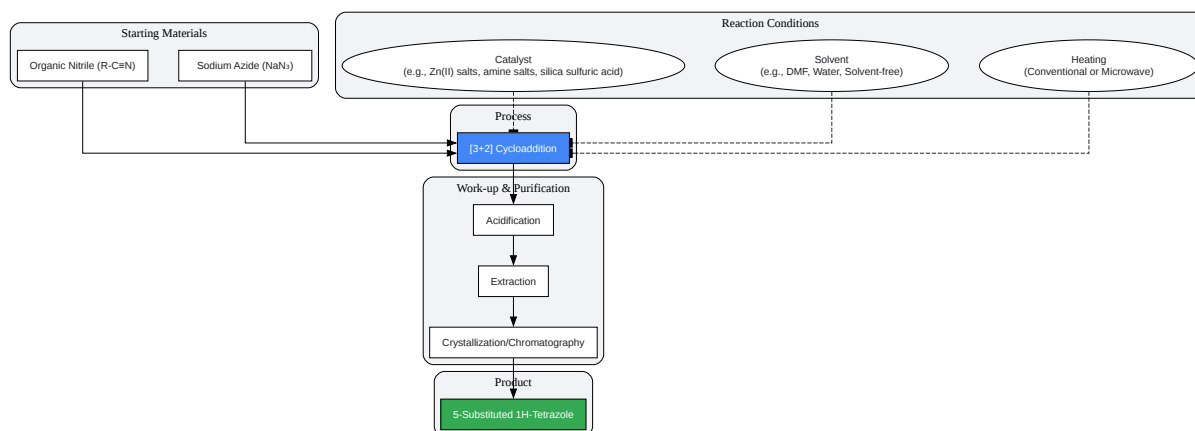 Starting Materials
Organic Nitrile (R-C≡N)
Sodium Azide (NaN₃)
Reaction Conditions
Catalyst
(e.g., Zn(II) salts, amine salts, silica sulfuric acid)
Solvent
(e.g., DMF, Water, Solvent-free)
Heating
(Conventional or Microwave)
Process
[3+2] Cycloaddition
Work-up & Purification
Acidification
Extraction
Crystallization/Chromatography
Product
5-Substituted 1H-Tetrazole